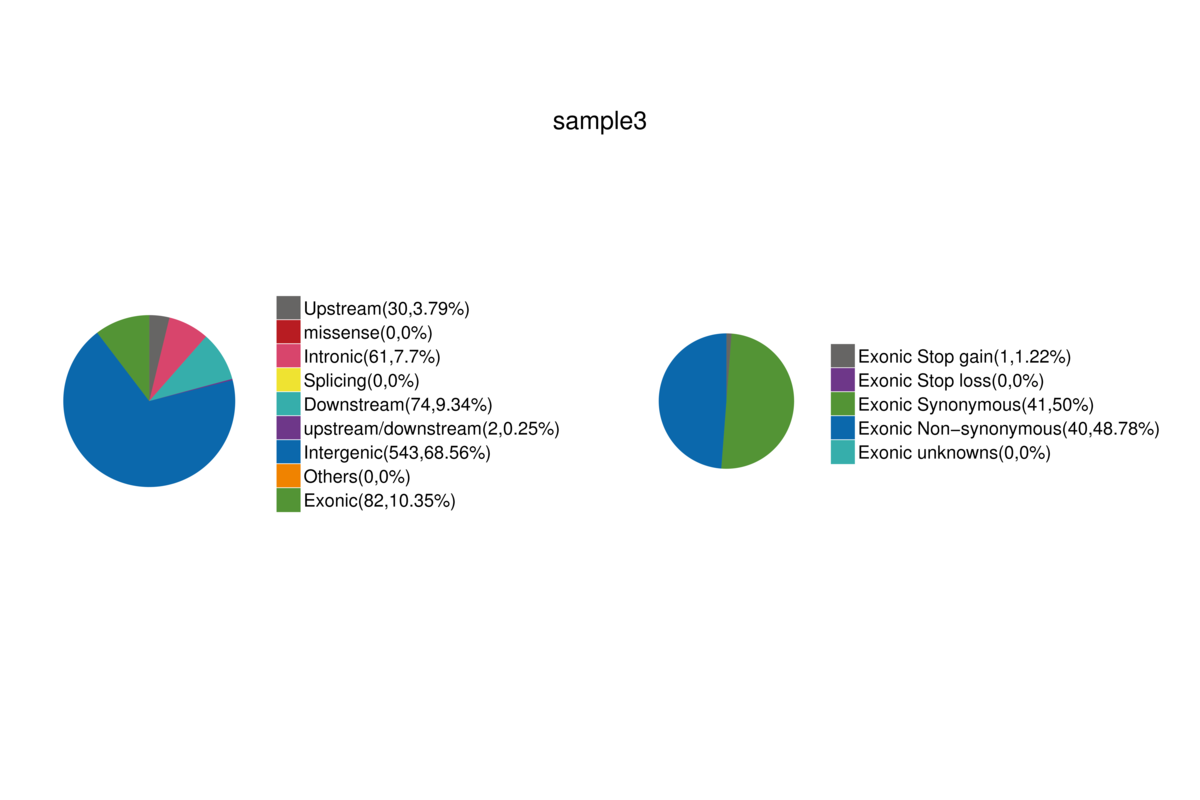 sample3
Upstream(30,3.79%)
missense(0,0%)
Intronic(61,7.7%)
Splicing(0,0%)
Downstream(74,9.34%)
upstream/downstream(2,0.25%)
Intergenic(543,68.56%)
Others(0,0%)
Exonic(82,10.35%)
Exonic Stop gain(1,1.22%)
Exonic Stop loss(0,0%)
Exonic Synonymous(41,50%)
Exonic Non−synonymous(40,48.78%)
Exonic unknowns(0,0%)